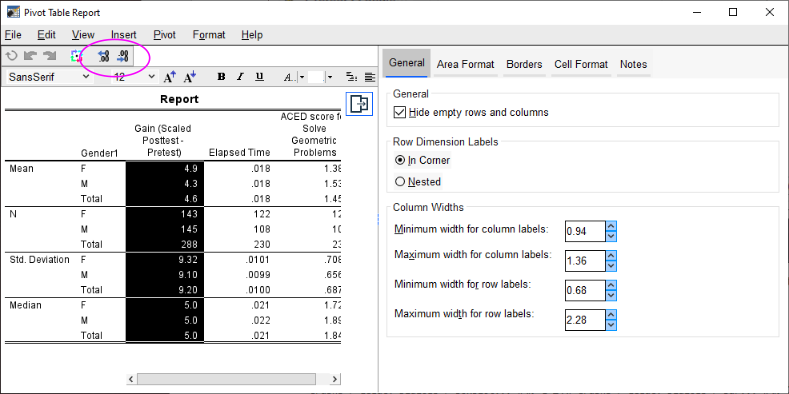 Pivot Table Report
File Edit View Insert Pivot Format Help
SansSerif 12 A A B I U A..
Report
Gender1 Gain (Scaled Posttest - Pretest) Elapsed Time ACED score Solve Geometric Problems
Mean F 4.9 .018 1.38
M 4.3 .018 1.53
Total 4.6 .018 1.45
N F 143 122 12
M 145 108 10
Total 288 230 23
Std. Deviation F 9.32 .0101 .708
M 9.10 .0099 .656
Total 9.20 .0100 .687
Median F 5.0 .021 1.72
M 5.0 .022 1.89
Total 5.0 .021 1.84
General Area Format Borders Cell Format Notes
General
Hide empty rows and columns
Row Dimension Labels
In Corner
Nested
Column Widths
Minimum width for column labels: 0.94
Maximum width for column labels: 1.36
Minimum width for row labels: 0.68
Maximum width for row labels: 2.28